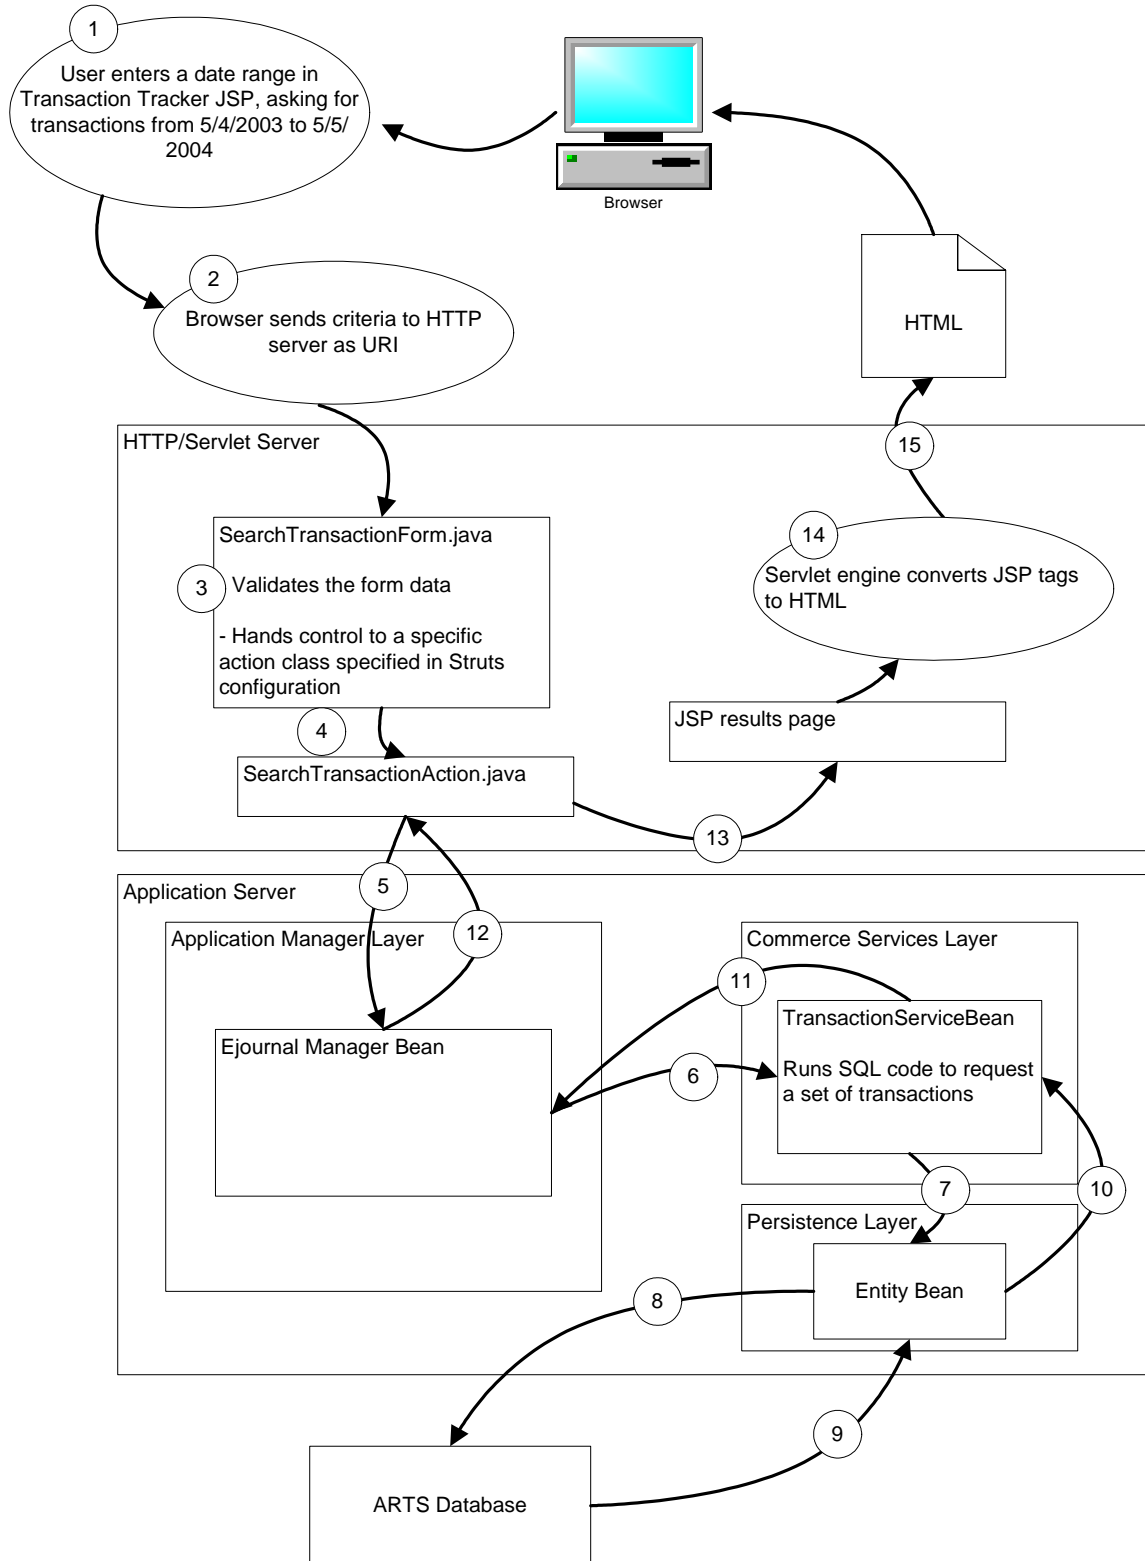 1
User enters a date range in
Transaction Tracker JSP, asking for
transactions from 5/4/2003 to 5/5/
2004
Browser
2
Browser sends criteria to HTTP
server as URI
HTML
HTTP/Servlet Server
15
SearchTransactionForm.java
3
Validates the form data
- Hands control to a specific
action class specified in Struts
configuration
14
Servlet engine converts JSP tags
to HTML
4
JSP results page
SearchTransactionAction.java
13
5
Application Server
12
Application Manager Layer
Commerce Services Layer
11
Ejournal Manager Bean
TransactionServiceBean
Runs SQL code to request
a set of transactions
6
7
10
Persistence Layer
Entity Bean
8
9
ARTS Database